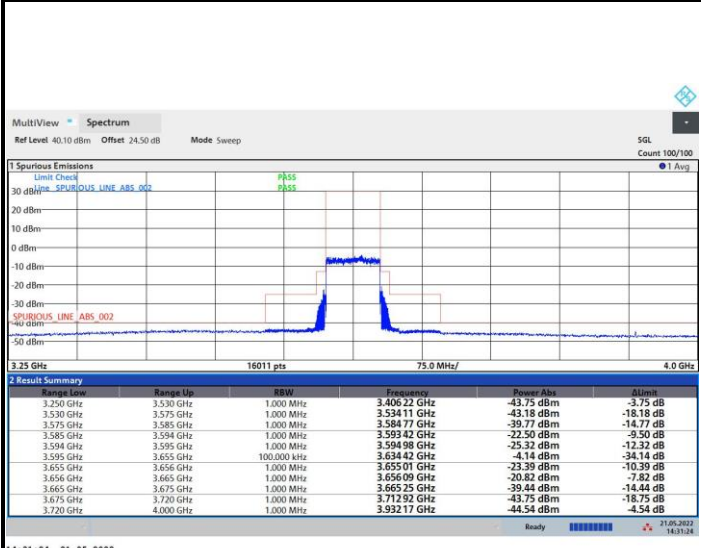 MultiView Spectrum
Ref Level 40.10 dBm Offset 24.50 dB Mode Sweep SGL
Count 100/100
1 Spurious Emissions 1 Avg
Limit Check PASS
Line SPURIOUS_LINE_ABS_002 PASS
30 dBm
20 dBm
10 dBm
0 dBm
-10 dBm
-20 dBm
-30 dBm
SPURIOUS_LINE_ABS_002
-40 dBm
-50 dBm
3.25 GHz 16011 pts 75.0 MHz/ 4.0 GHz
2 Result Summary
Range Low Range Up RBW Frequency Power Abs ΔLimit
3.250 GHz 3.530 GHz 1.000 MHz 3.406 22 GHz -43.75 dBm -3.75 dB
3.530 GHz 3.575 GHz 1.000 MHz 3.534 11 GHz -43.18 dBm -18.18 dB
3.575 GHz 3.585 GHz 1.000 MHz 3.584 77 GHz -39.77 dBm -14.77 dB
3.585 GHz 3.594 GHz 1.000 MHz 3.593 42 GHz -22.50 dBm -9.50 dB
3.594 GHz 3.595 GHz 1.000 MHz 3.594 98 GHz -25.32 dBm -12.32 dB
3.595 GHz 3.655 GHz 100.000 kHz 3.634 42 GHz -4.14 dBm -34.14 dB
3.655 GHz 3.656 GHz 1.000 MHz 3.655 01 GHz -23.39 dBm -10.39 dB
3.656 GHz 3.665 GHz 1.000 MHz 3.656 09 GHz -20.82 dBm -7.82 dB
3.665 GHz 3.675 GHz 1.000 MHz 3.665 25 GHz -39.44 dBm -14.44 dB
3.675 GHz 3.720 GHz 1.000 MHz 3.712 92 GHz -43.75 dBm -18.75 dB
3.720 GHz 4.000 GHz 1.000 MHz 3.932 17 GHz -44.54 dBm -4.54 dB
Ready 21.05.2022
14:31:24